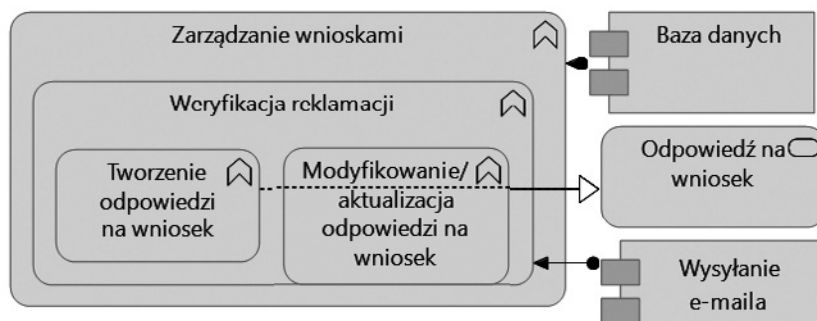 Zarządzanie wnioskami
Baza danych
Weryfikacja reklamacji
Tworzenie
odpowiedzi
na wniosek
Modyfikowanie/
aktualizacja
odpowiedzi na
wniosek
Odpowiedź na
wniosek
Wysyłanie
e-maila